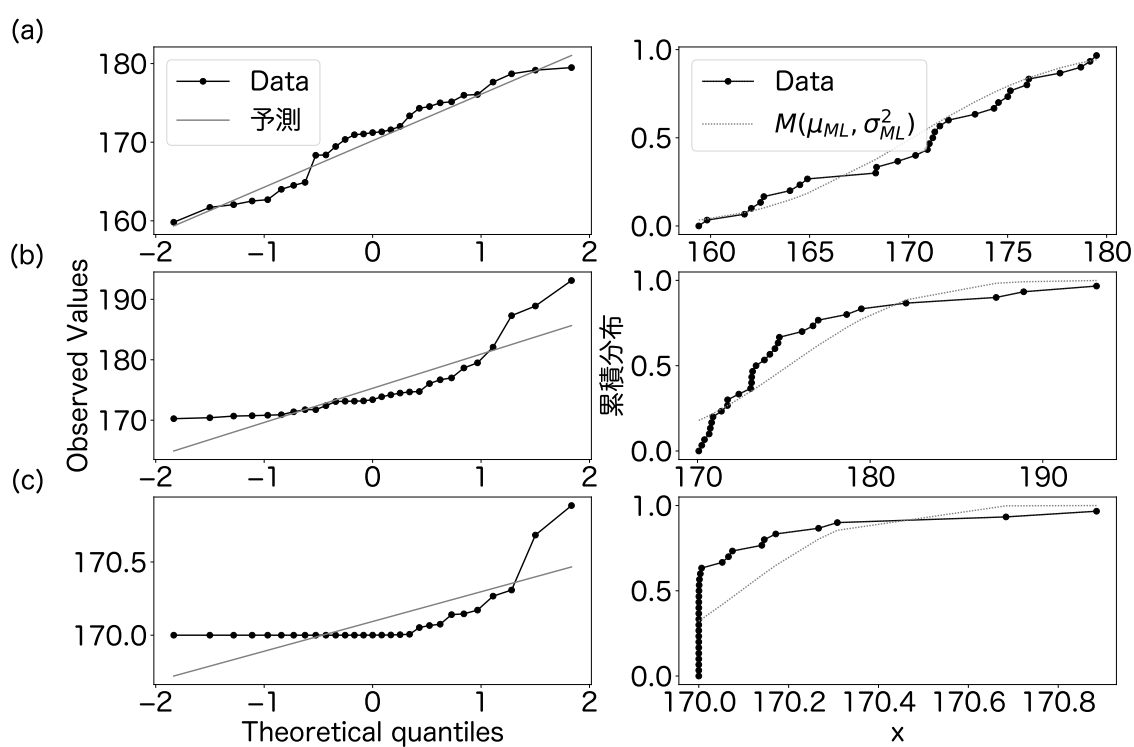 (a)
180
170
160
−2 −1 0 1 2
Data
予測
1.0
0.5
0.0
160 165 170 175 180
Data
M(μ_ML, σ²_ML)
(b)
190
180
170
−2 −1 0 1 2
Observed Values
1.0
0.5
0.0
170 180 190
累積分布
(c)
170.5
170.0
−2 −1 0 1 2
Theoretical quantiles
1.0
0.5
0.0
170.0 170.2 170.4 170.6 170.8
x